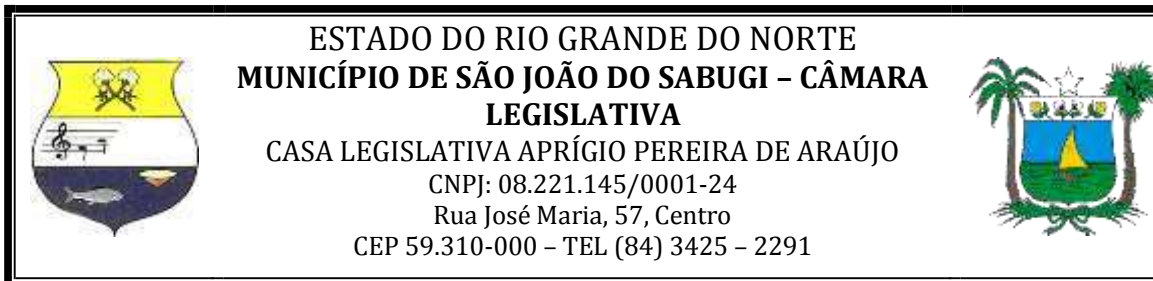 ESTADO DO RIO GRANDE DO NORTE
MUNICÍPIO DE SÃO JOÃO DO SABUGI – CÂMARA
LEGISLATIVA
CASA LEGISLATIVA APRÍGIO PEREIRA DE ARAÚJO
CNPJ: 08.221.145/0001-24
Rua José Maria, 57, Centro
CEP 59.310-000 – TEL (84) 3425 – 2291